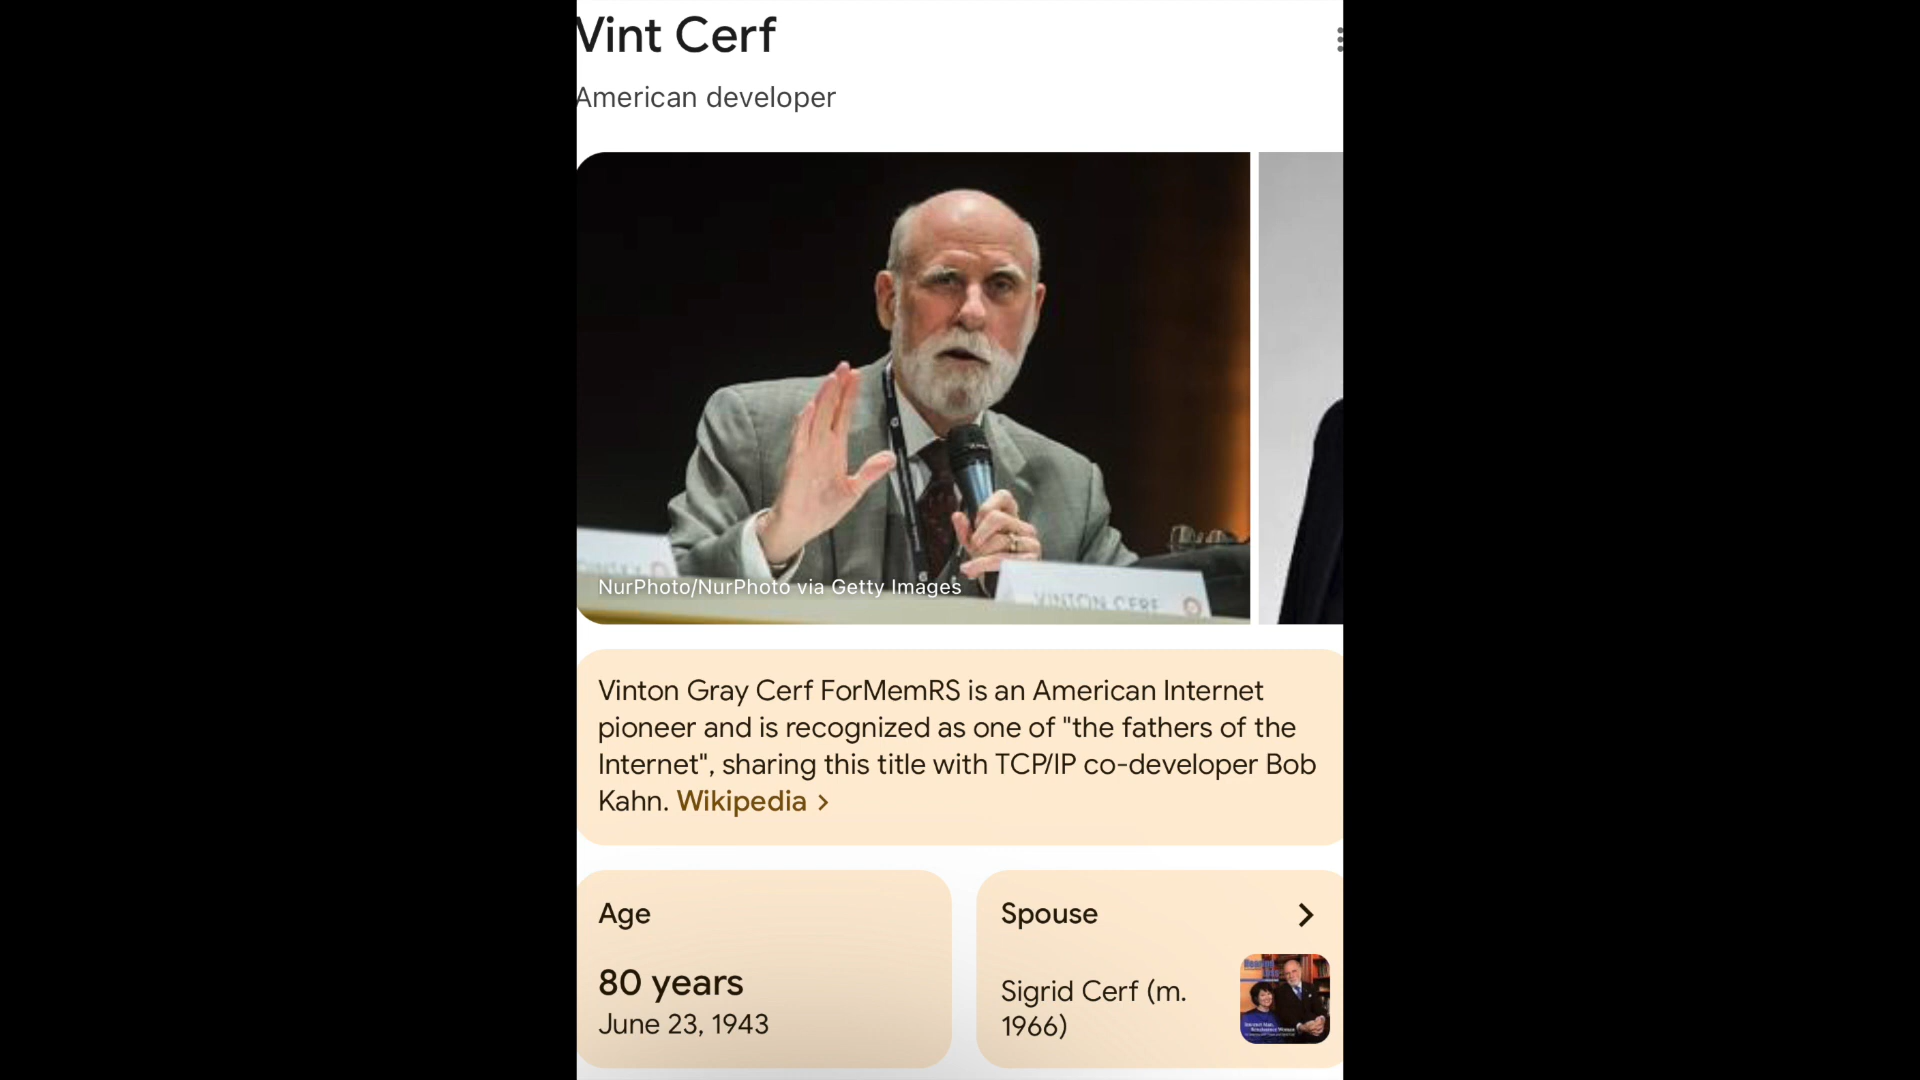 Vint Cerf
American developer
NurPhoto/NurPhoto via Getty Images
VINTON CERF
Vinton Gray Cerf ForMemRS is an American Internet
pioneer and is recognized as one of "the fathers of the
Internet", sharing this title with TCP/IP co-developer Bob
Kahn. Wikipedia >
Age
80 years
June 23, 1943
Spouse
Sigrid Cerf (m.
1966)